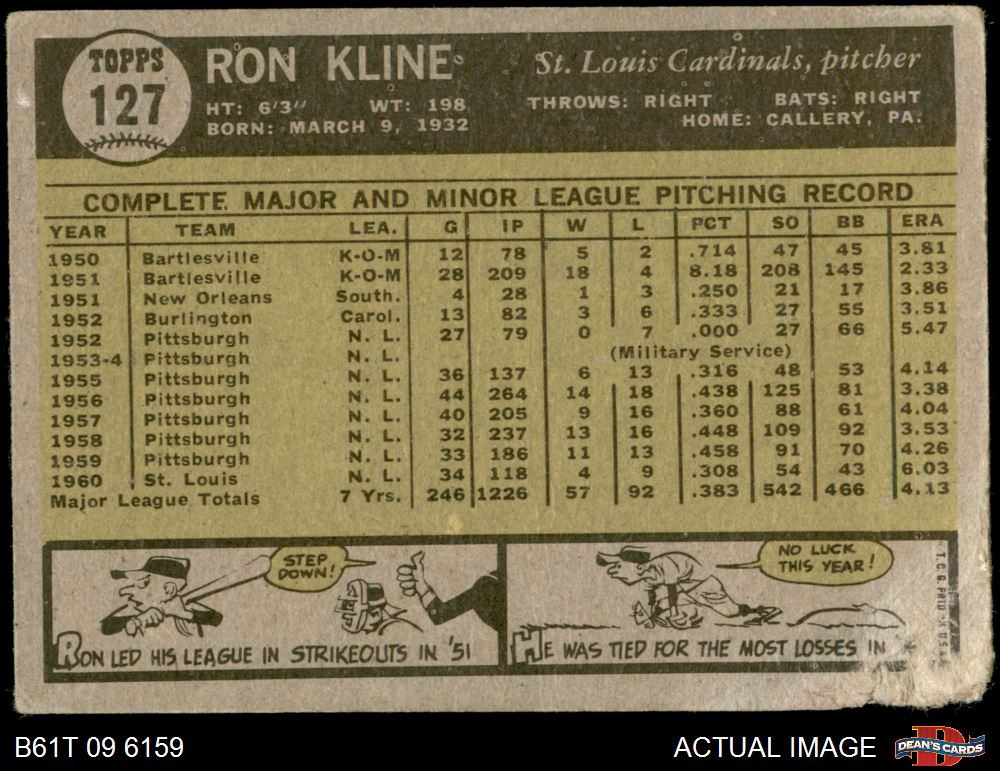 TOPPS
127
RON KLINE
St. Louis Cardinals, pitcher
HT: 6'3" WT: 198
THROWS: RIGHT BATS: RIGHT
BORN: MARCH 9, 1932
HOME: CALLERY, PA.
COMPLETE MAJOR AND MINOR LEAGUE PITCHING RECORD
YEAR TEAM LEA. G IP W L PCT SO BB ERA
1950 Bartlesville K-O-M 12 78 5 2 .714 47 45 3.81
1951 Bartlesville K-O-M 28 209 18 4 8.18 208 145 2.33
1951 New Orleans South. 4 28 1 3 .250 21 17 3.86
1952 Burlington Carol. 13 82 3 6 .333 27 55 3.51
1952 Pittsburgh N. L. 27 79 0 7 .000 27 66 5.47
1953-4 Pittsburgh N. L. (Military Service)
1955 Pittsburgh N. L. 36 137 6 13 .316 48 53 4.14
1956 Pittsburgh N. L. 44 264 14 18 .438 125 81 3.38
1957 Pittsburgh N. L. 40 205 9 16 .360 88 61 4.04
1958 Pittsburgh N. L. 32 237 13 16 .448 109 92 3.53
1959 Pittsburgh N. L. 33 186 11 13 .458 91 70 4.26
1960 St. Louis N. L. 34 118 4 9 .308 54 43 6.03
Major League Totals 7 Yrs. 246 1226 57 92 .383 542 466 4.13
STEP
DOWN!
NO LUCK
THIS YEAR!
RON LED HIS LEAGUE IN STRIKEOUTS IN '51
HE WAS TIED FOR THE MOST LOSSES IN
T.C.G. PRTD. IN U.S.A.
B61T 09 6159
ACTUAL IMAGE
DEAN'S CARDS